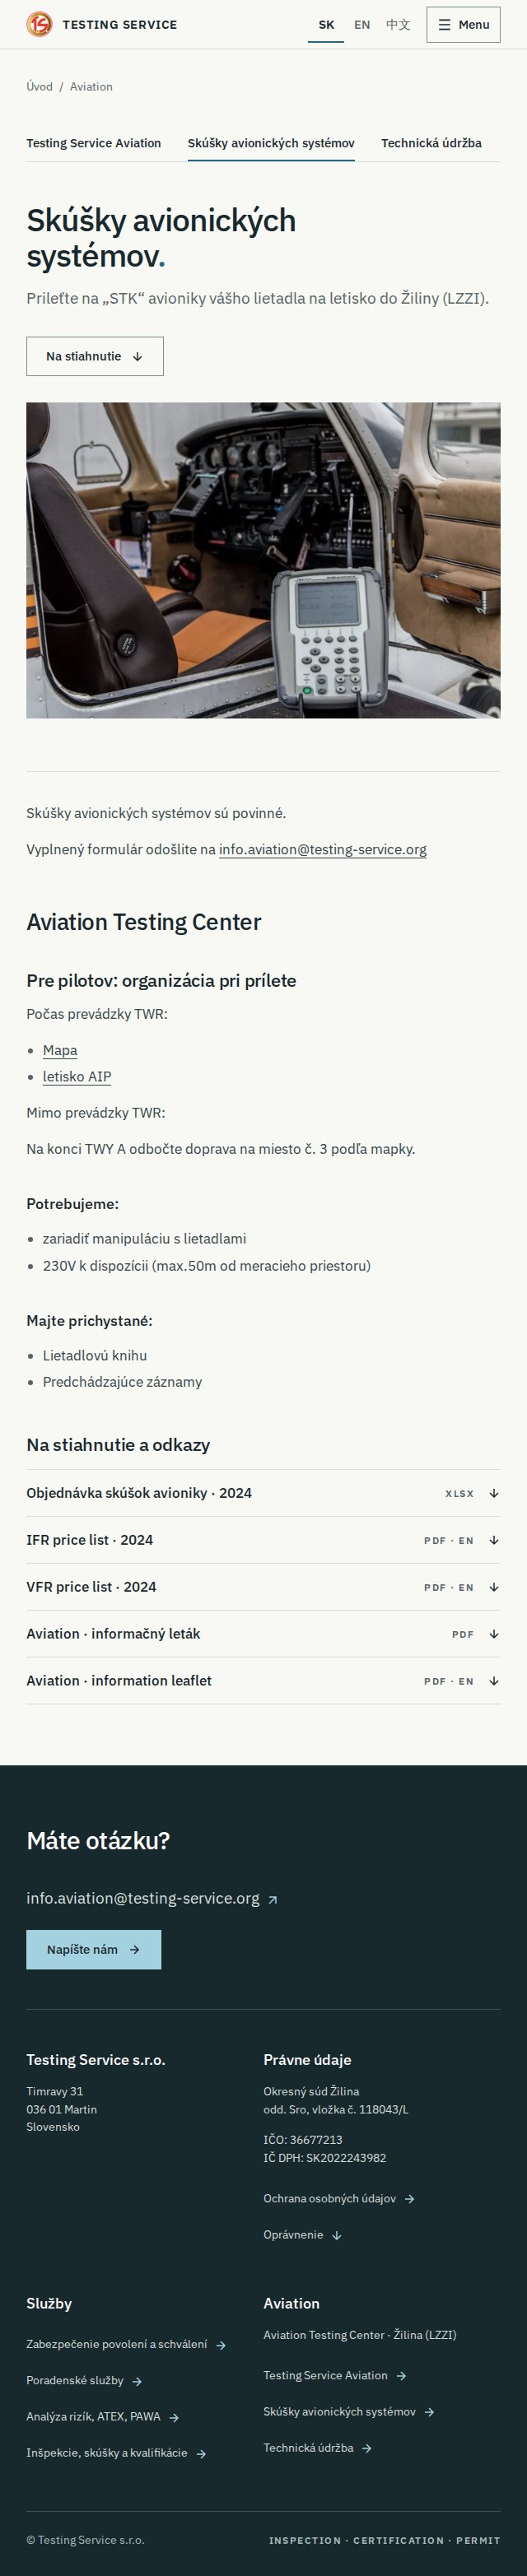 TESTING SERVICE
SK EN 中文 Menu
Úvod / Aviation
Testing Service Aviation Skúšky avionických systémov Technická údržba
Skúšky avionických
systémov.
Prileťte na „STK“ avioniky vášho lietadla na letisko do Žiliny (LZZI).
Na stiahnutie ↓
Skúšky avionických systémov sú povinné.
Vyplnený formulár odošlite na info.aviation@testing-service.org
Aviation Testing Center
Pre pilotov: organizácia pri prílete
Počas prevádzky TWR:
• Mapa
• letisko AIP
Mimo prevádzky TWR:
Na konci TWY A odbočte doprava na miesto č. 3 podľa mapky.
Potrebujeme:
• zariadiť manipuláciu s lietadlami
• 230V k dispozícii (max.50m od meracieho priestoru)
Majte prichystané:
• Lietadlovú knihu
• Predchádzajúce záznamy
Na stiahnutie a odkazy
Objednávka skúšok avioniky · 2024 XLSX ↓
IFR price list · 2024 PDF · EN ↓
VFR price list · 2024 PDF · EN ↓
Aviation · informačný leták PDF ↓
Aviation · information leaflet PDF · EN ↓
Máte otázku?
info.aviation@testing-service.org ↗
Napíšte nám →
Testing Service s.r.o.
Timravy 31
036 01 Martin
Slovensko
Právne údaje
Okresný súd Žilina
odd. Sro, vložka č. 118043/L
IČO: 36677213
IČ DPH: SK2022243982
Ochrana osobných údajov →
Oprávnenie ↓
Služby
Zabezpečenie povolení a schválení →
Poradenské služby →
Analýza rizík, ATEX, PAWA →
Inšpekcie, skúšky a kvalifikácie →
Aviation
Aviation Testing Center · Žilina (LZZI)
Testing Service Aviation →
Skúšky avionických systémov →
Technická údržba →
© Testing Service s.r.o.
INSPECTION · CERTIFICATION · PERMIT